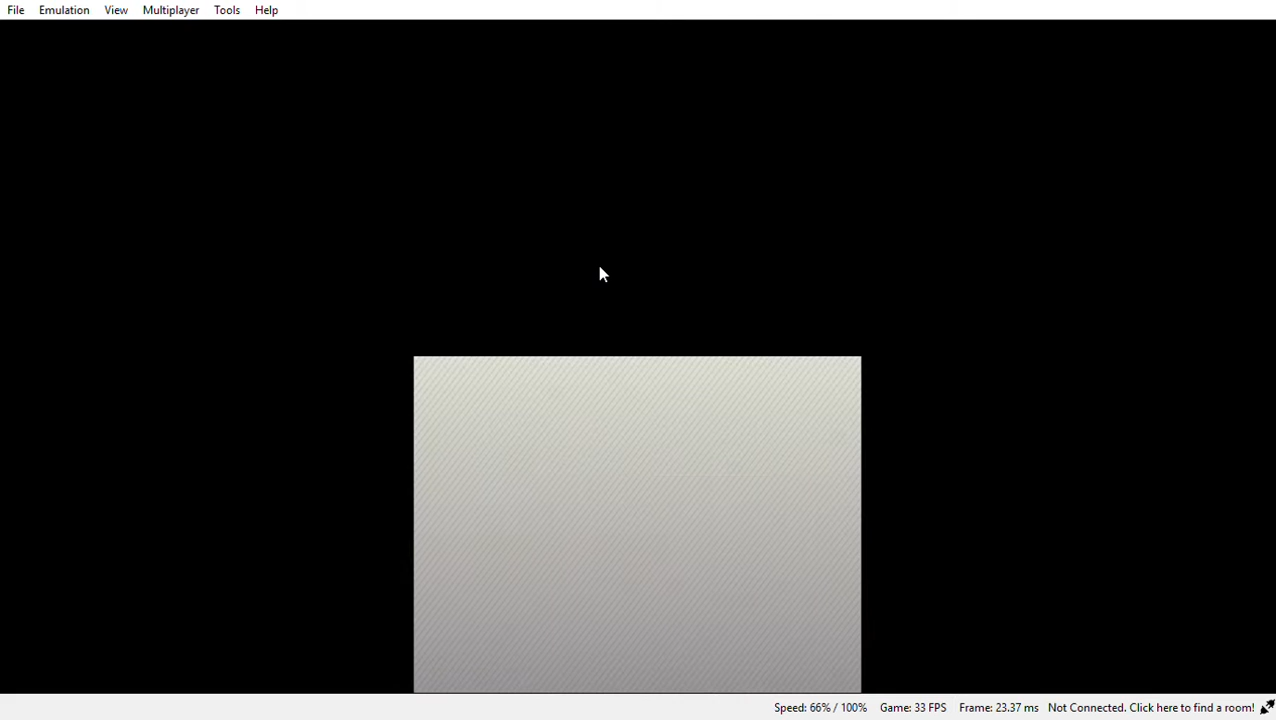 File Emulation View Multiplayer Tools Help
Speed: 66% / 100% Game: 33 FPS Frame: 23.37 ms Not Connected. Click here to find a room!